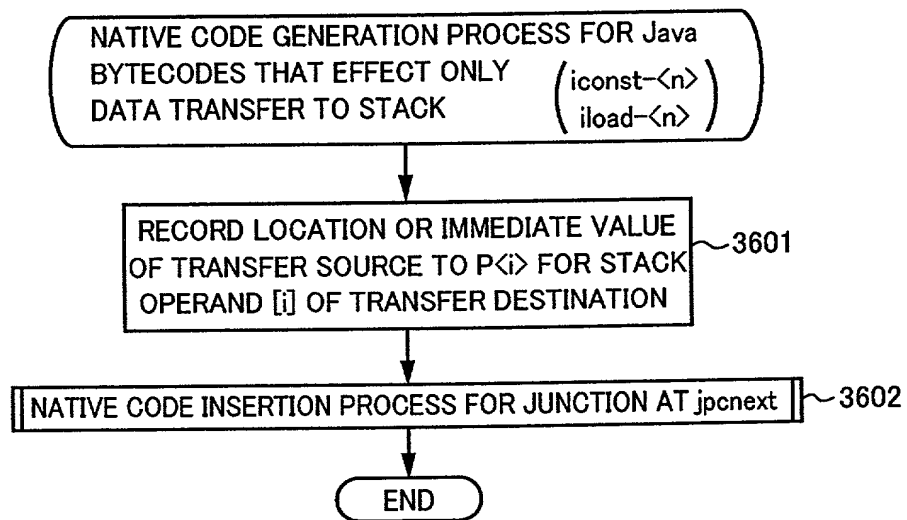 NATIVE CODE GENERATION PROCESS FOR Java
BYTECODES THAT EFFECT ONLY
DATA TRANSFER TO STACK
iconst-<n>
iload-<n>
RECORD LOCATION OR IMMEDIATE VALUE
OF TRANSFER SOURCE TO P<i> FOR STACK
OPERAND [i] OF TRANSFER DESTINATION
3601
NATIVE CODE INSERTION PROCESS FOR JUNCTION AT jpcnext
3602
END